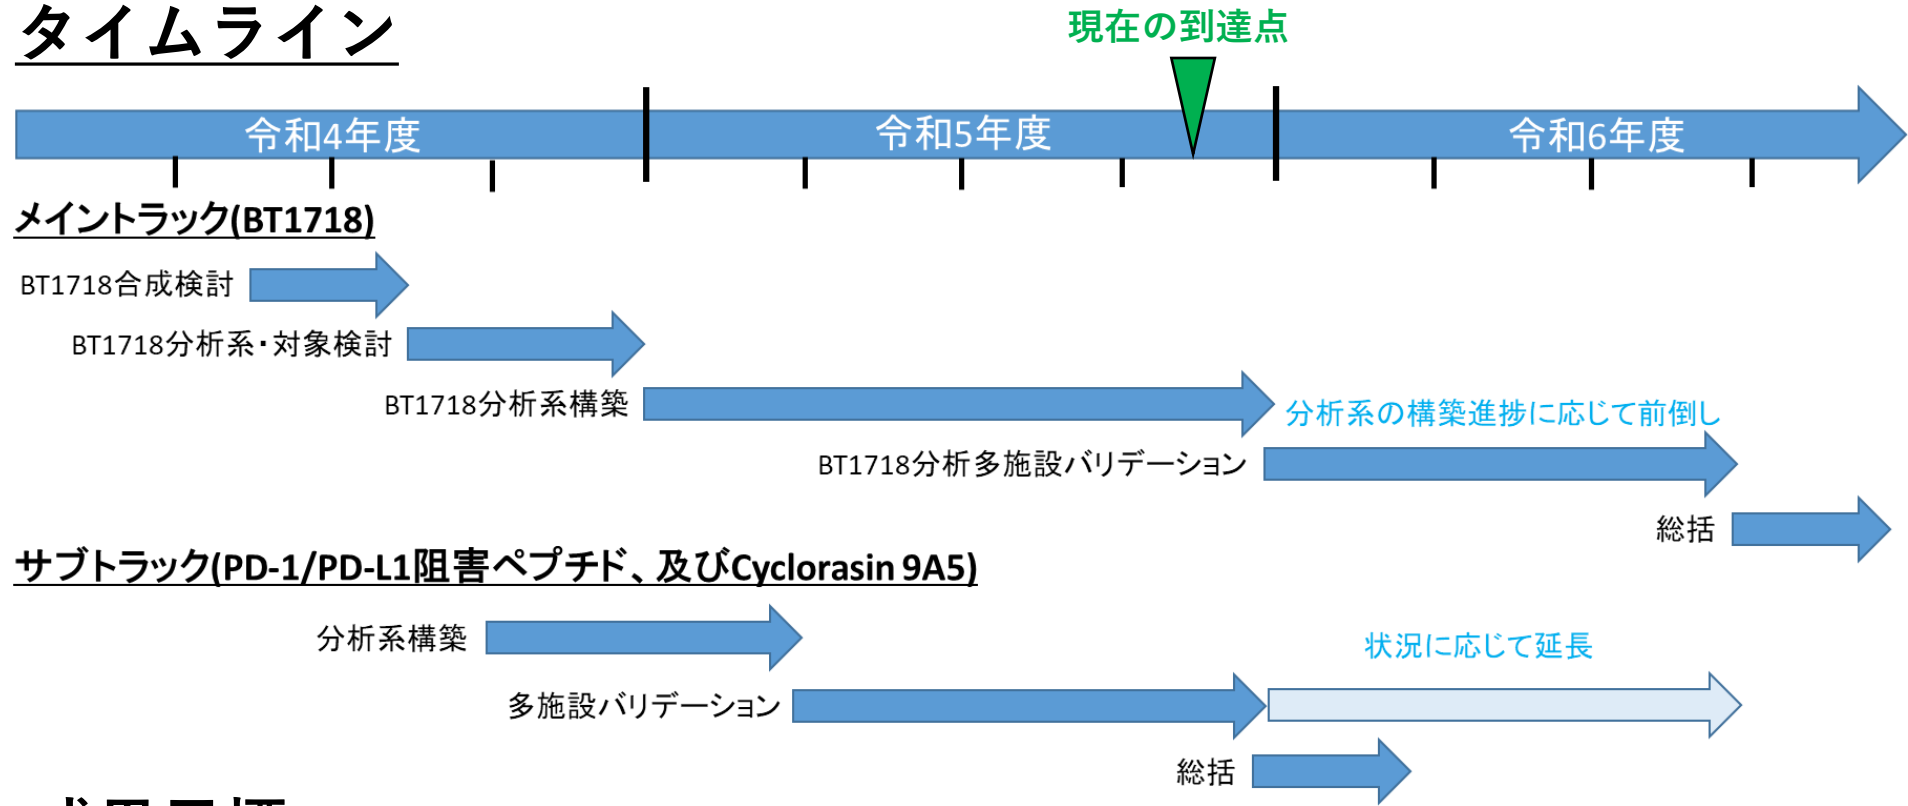 タイムライン
現在の到達点
令和4年度
令和5年度
令和6年度
メイントラック(BT1718)
BT1718合成検討
BT1718分析系・対象検討
BT1718分析系構築
分析系の構築進捗に応じて前倒し
BT1718分析多施設バリデーション
総括
サブトラック(PD-1/PD-L1阻害ペプチド、及びCyclorasin 9A5)
分析系構築
状況に応じて延長
多施設バリデーション
総括